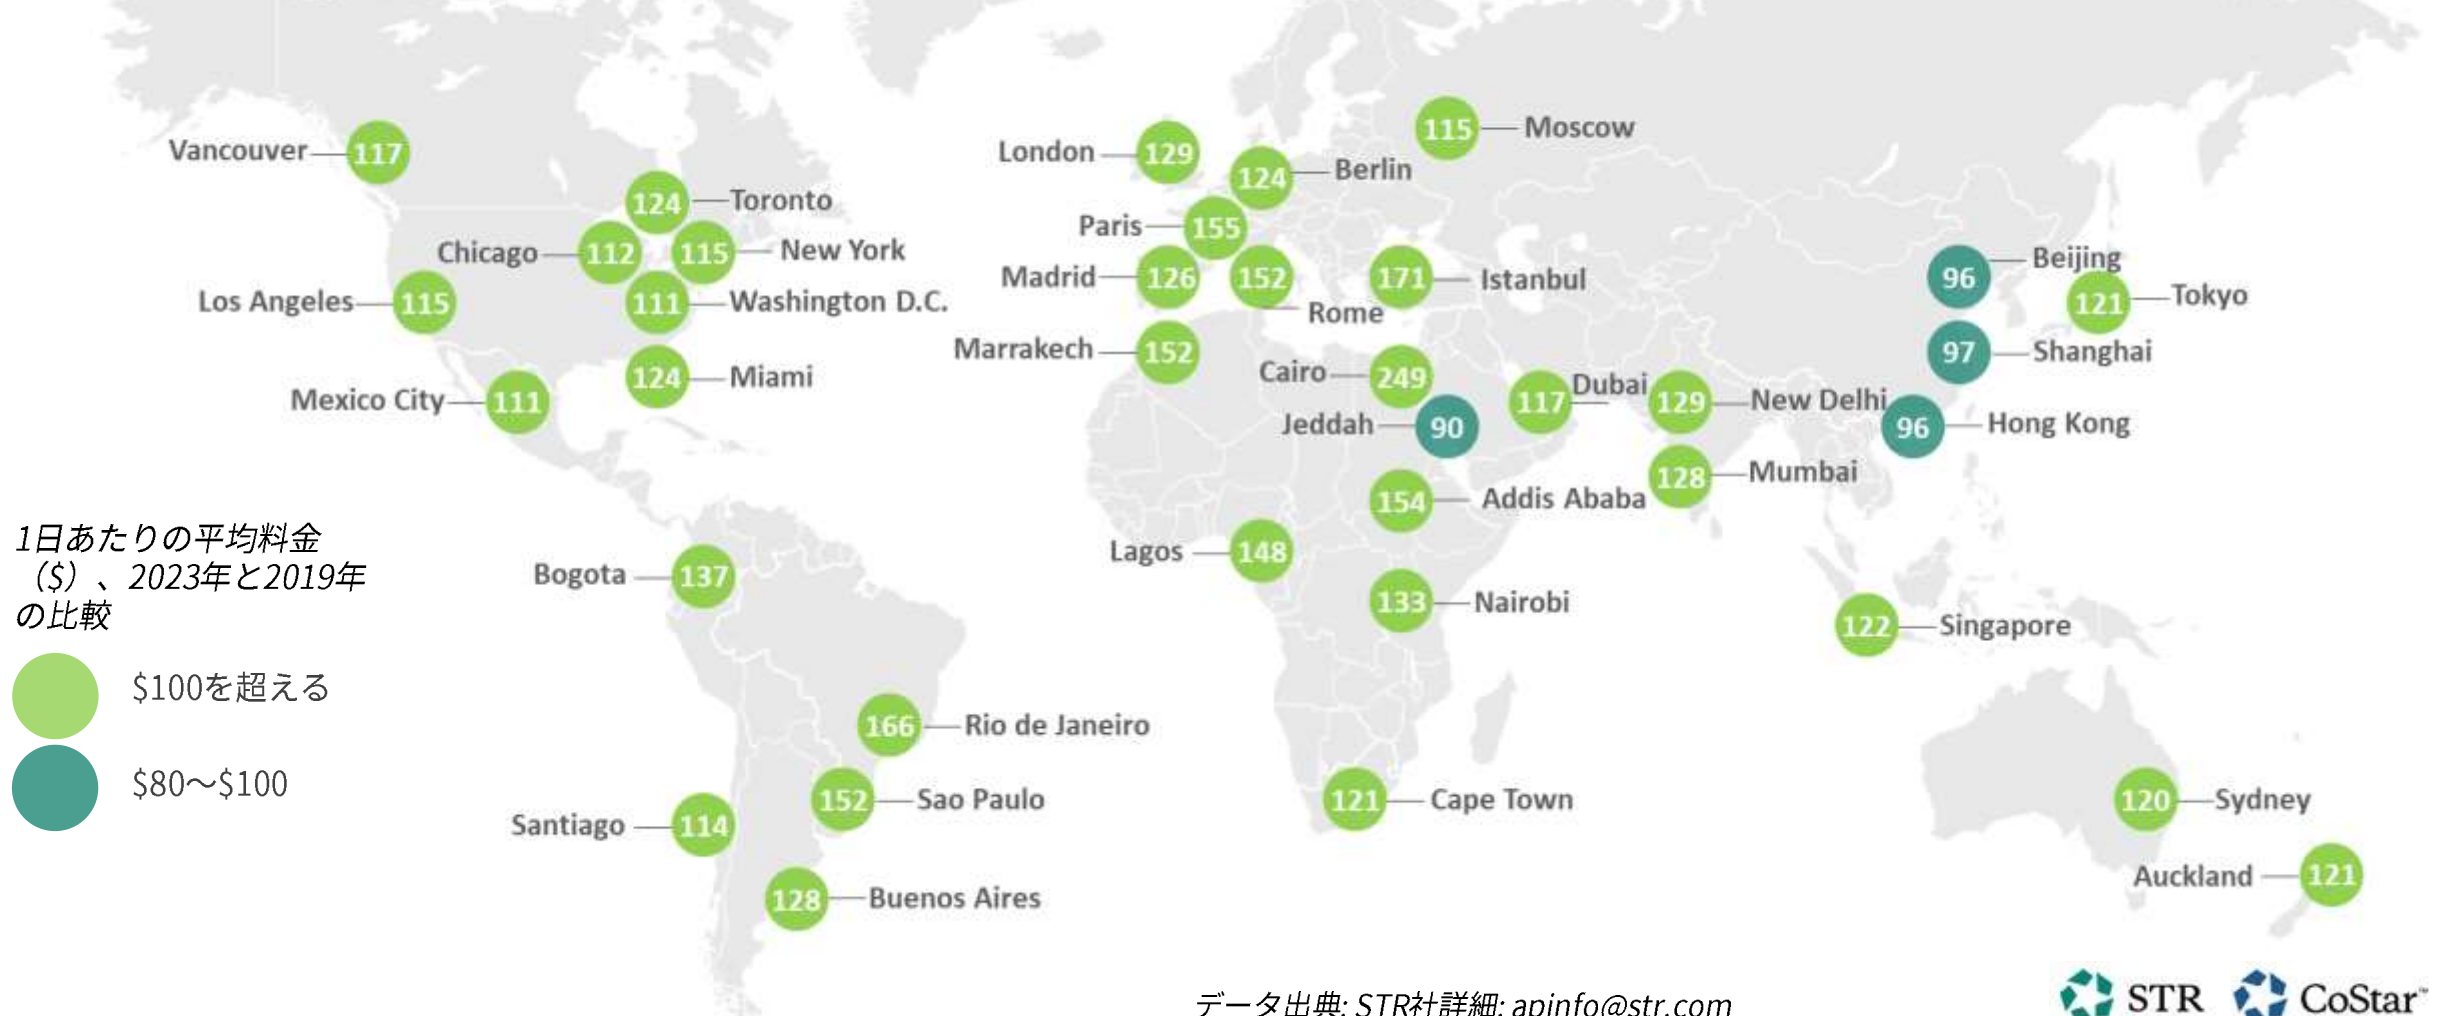 Vancouver 117
124 Toronto
Chicago 112
115 New York
Los Angeles 115
111 Washington D.C.
124 Miami
Mexico City 111
London 129
115 Moscow
124 Berlin
Paris 155
Madrid 126
152 Rome
171 Istanbul
Marrakech 152
Cairo 249
Jeddah 90
117 Dubai
129 New Delhi
128 Mumbai
96 Beijing
121 Tokyo
97 Shanghai
96 Hong Kong
154 Addis Ababa
Lagos 148
133 Nairobi
122 Singapore
Bogota 137
166 Rio de Janeiro
152 Sao Paulo
Santiago 114
128 Buenos Aires
121 Cape Town
120 Sydney
Auckland 121
1日あたりの平均料金
（$）、2023年と2019年
の比較
$100を超える
$80～$100
データ出典: STR社詳細: apinfo@str.com
STR
CoStar™